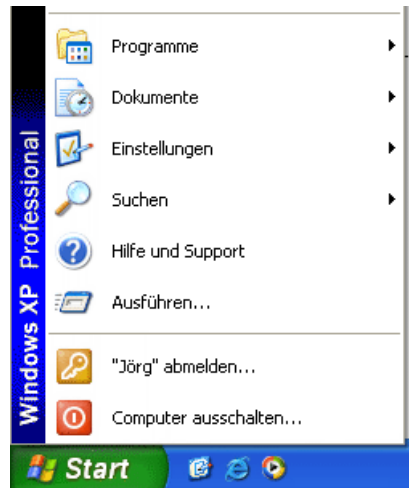 Programme
Dokumente
Einstellungen
Suchen
Hilfe und Support
Ausführen...
"Jörg" abmelden...
Computer ausschalten...
Windows XP Professional
Start